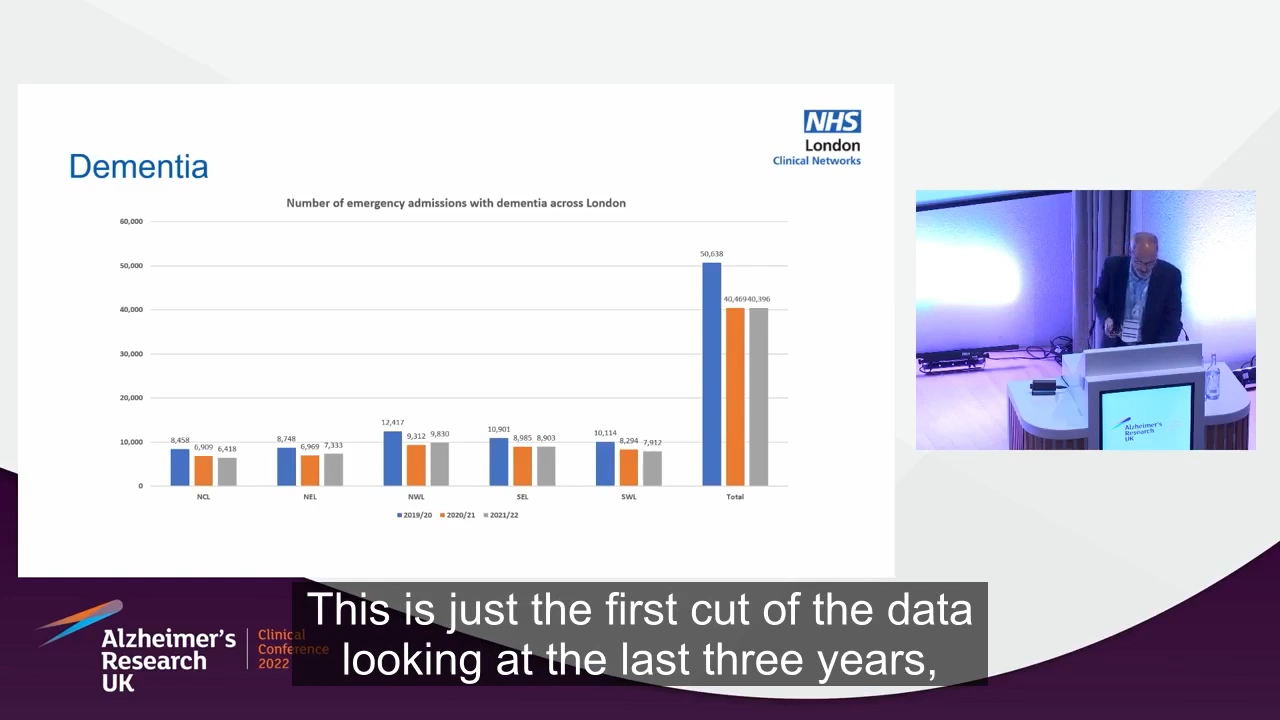 NHS
London
Clinical Networks
Dementia
Number of emergency admissions with dementia across London
60,000
50,000
40,000
30,000
20,000
10,000
0
8,458
6,909
6,418
8,748
6,969
7,333
12,417
9,312
9,830
10,901
8,985
8,903
10,114
8,294
7,912
50,638
40,469
40,396
NCL
NEL
NWL
SEL
SWL
Total
2019/20
2020/21
2021/22
Alzheimer's
Research
UK
This is just the first cut of the data
looking at the last three years,
Alzheimer's
Research
UK
Clinical
Conference
2022